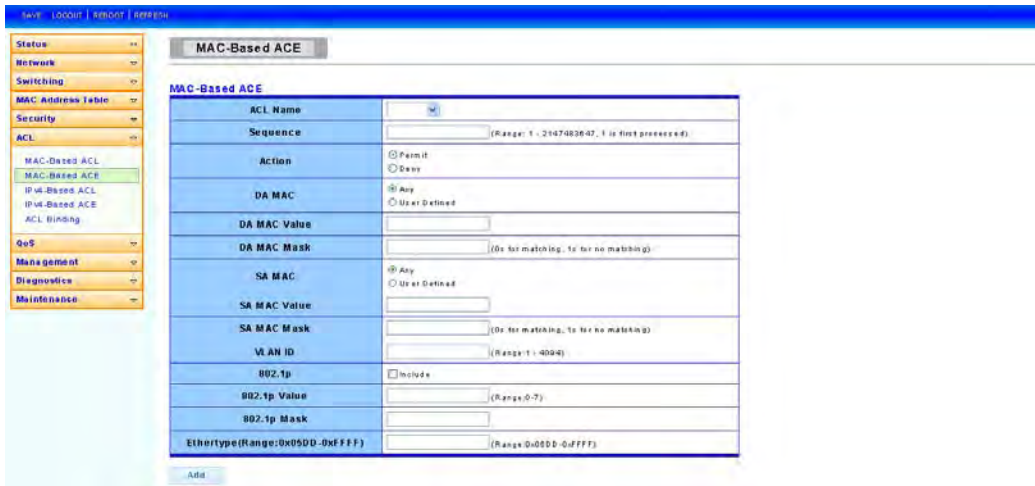 SAVE LOGOUT | REBOOT | REFRESH
Status
Network
Switching
MAC Address Table
Security
ACL
MAC-Based ACL
MAC-Based ACE
IPv4-Based ACL
IPv4-Based ACE
ACL Binding
QoS
Management
Diagnostics
Maintenance
MAC-Based ACE
MAC-Based ACE
ACL Name
Sequence (Range: 1 - 2147483647, 1 is first processed)
Action Permit
Deny
DA MAC Any
User Defined
DA MAC Value
DA MAC Mask (0s for matching, 1s for no matching)
SA MAC Any
User Defined
SA MAC Value
SA MAC Mask (0s for matching, 1s for no matching)
VLAN ID (Range:1 - 4094)
802.1p Include
802.1p Value (Range:0-7)
802.1p Mask
Ethertype(Range:0x05DD-0xFFFF) (Range:0x05DD-0xFFFF)
Add